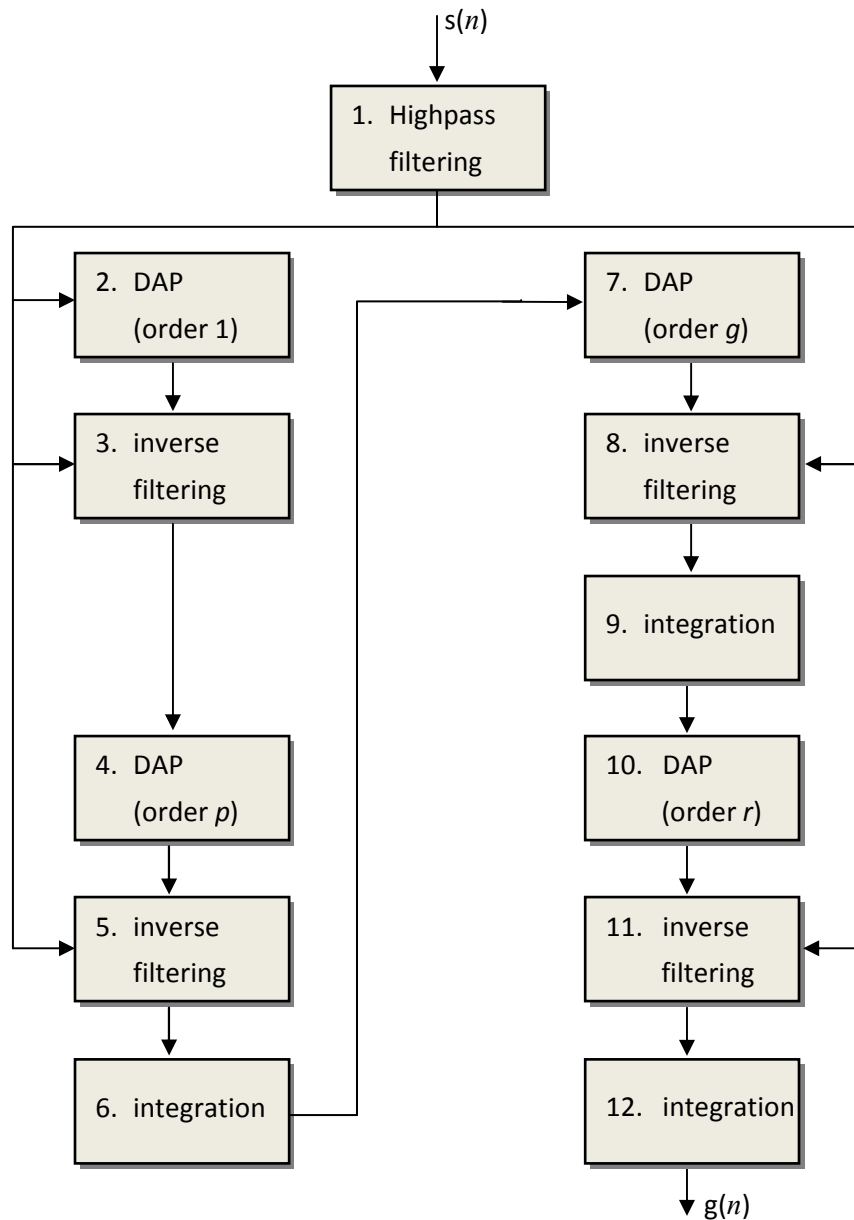 s(n)
1. Highpass
filtering
2. DAP
(order 1)
3. inverse
filtering
4. DAP
(order p)
5. inverse
filtering
6. integration
7. DAP
(order g)
8. inverse
filtering
9. integration
10. DAP
(order r)
11. inverse
filtering
12. integration
g(n)